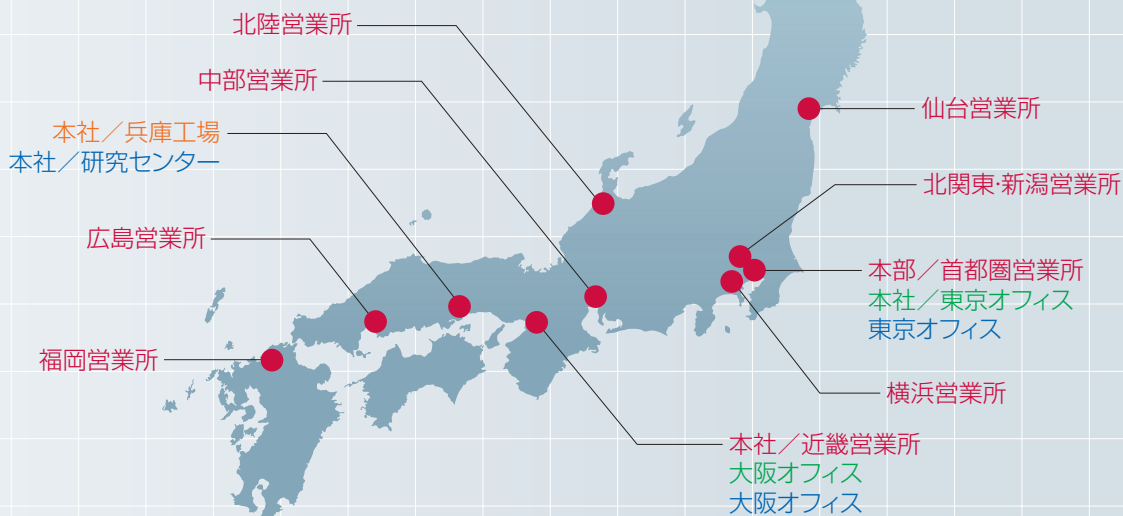 北陸営業所
中部営業所
本社／兵庫工場
本社／研究センター
広島営業所
福岡営業所
仙台営業所
北関東・新潟営業所
本部／首都圏営業所
本社／東京オフィス
東京オフィス
横浜営業所
本社／近畿営業所
大阪オフィス
大阪オフィス